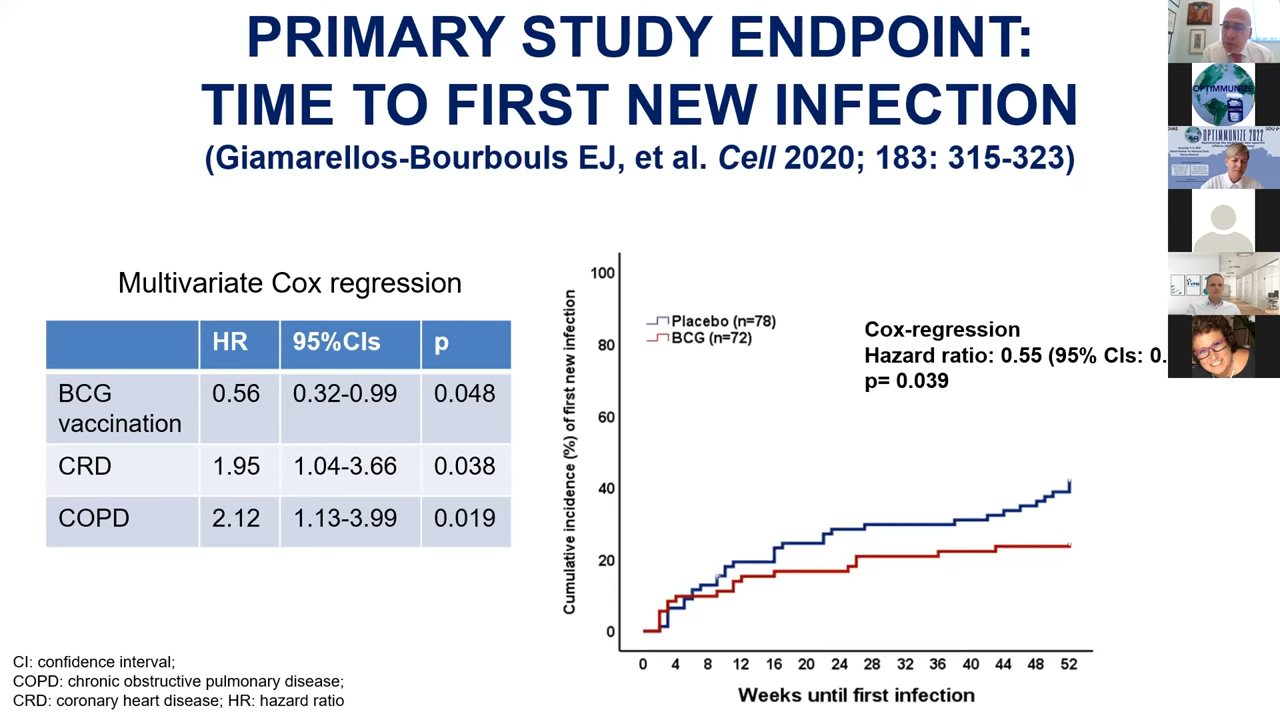 PRIMARY STUDY ENDPOINT:
TIME TO FIRST NEW INFECTION
(Giamarellos-Bourbouls EJ, et al. Cell 2020; 183: 315-323)
OPTIMMUNIZE
OPTIMMUNIZE 2022
Multivariate Cox regression
HR 95%CIs p
BCG vaccination 0.56 0.32-0.99 0.048
CRD 1.95 1.04-3.66 0.038
COPD 2.12 1.13-3.99 0.019
CI: confidence interval;
COPD: chronic obstructive pulmonary disease;
CRD: coronary heart disease; HR: hazard ratio
Cumulative incidence (%) of first new infection
100
80
60
40
20
0
Placebo (n=78)
BCG (n=72)
Cox-regression
Hazard ratio: 0.55 (95% CIs: 0.
p= 0.039
0 4 8 12 16 20 24 28 32 36 40 44 48 52
Weeks until first infection